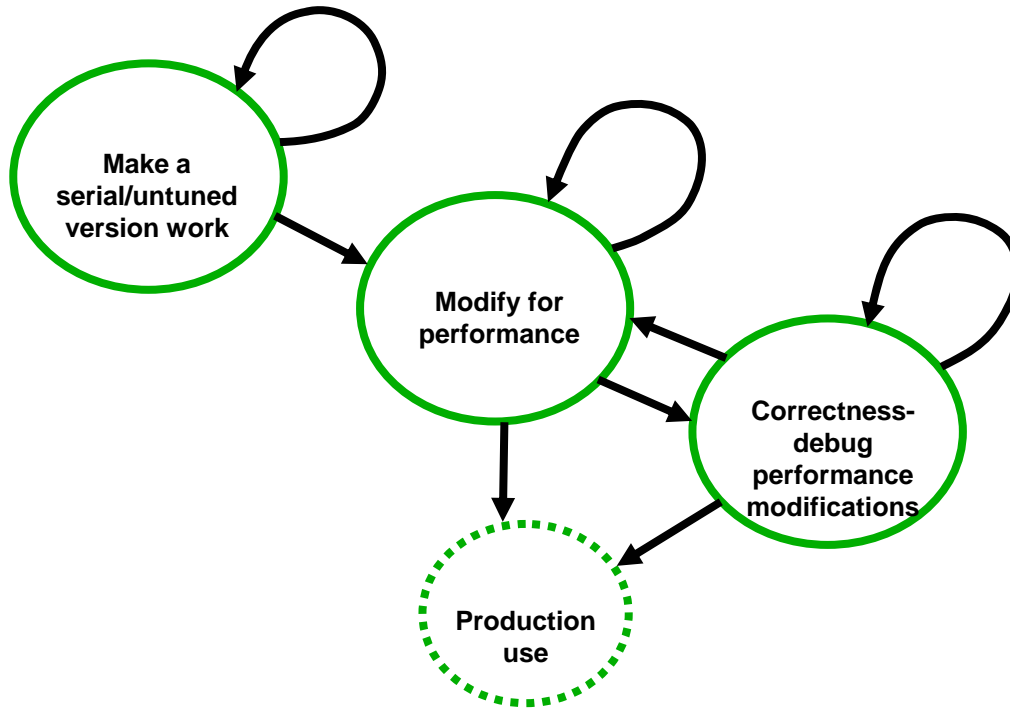 Make a
serial/untuned
version work
Modify for
performance
Correctness-
debug
performance
modifications
Production
use